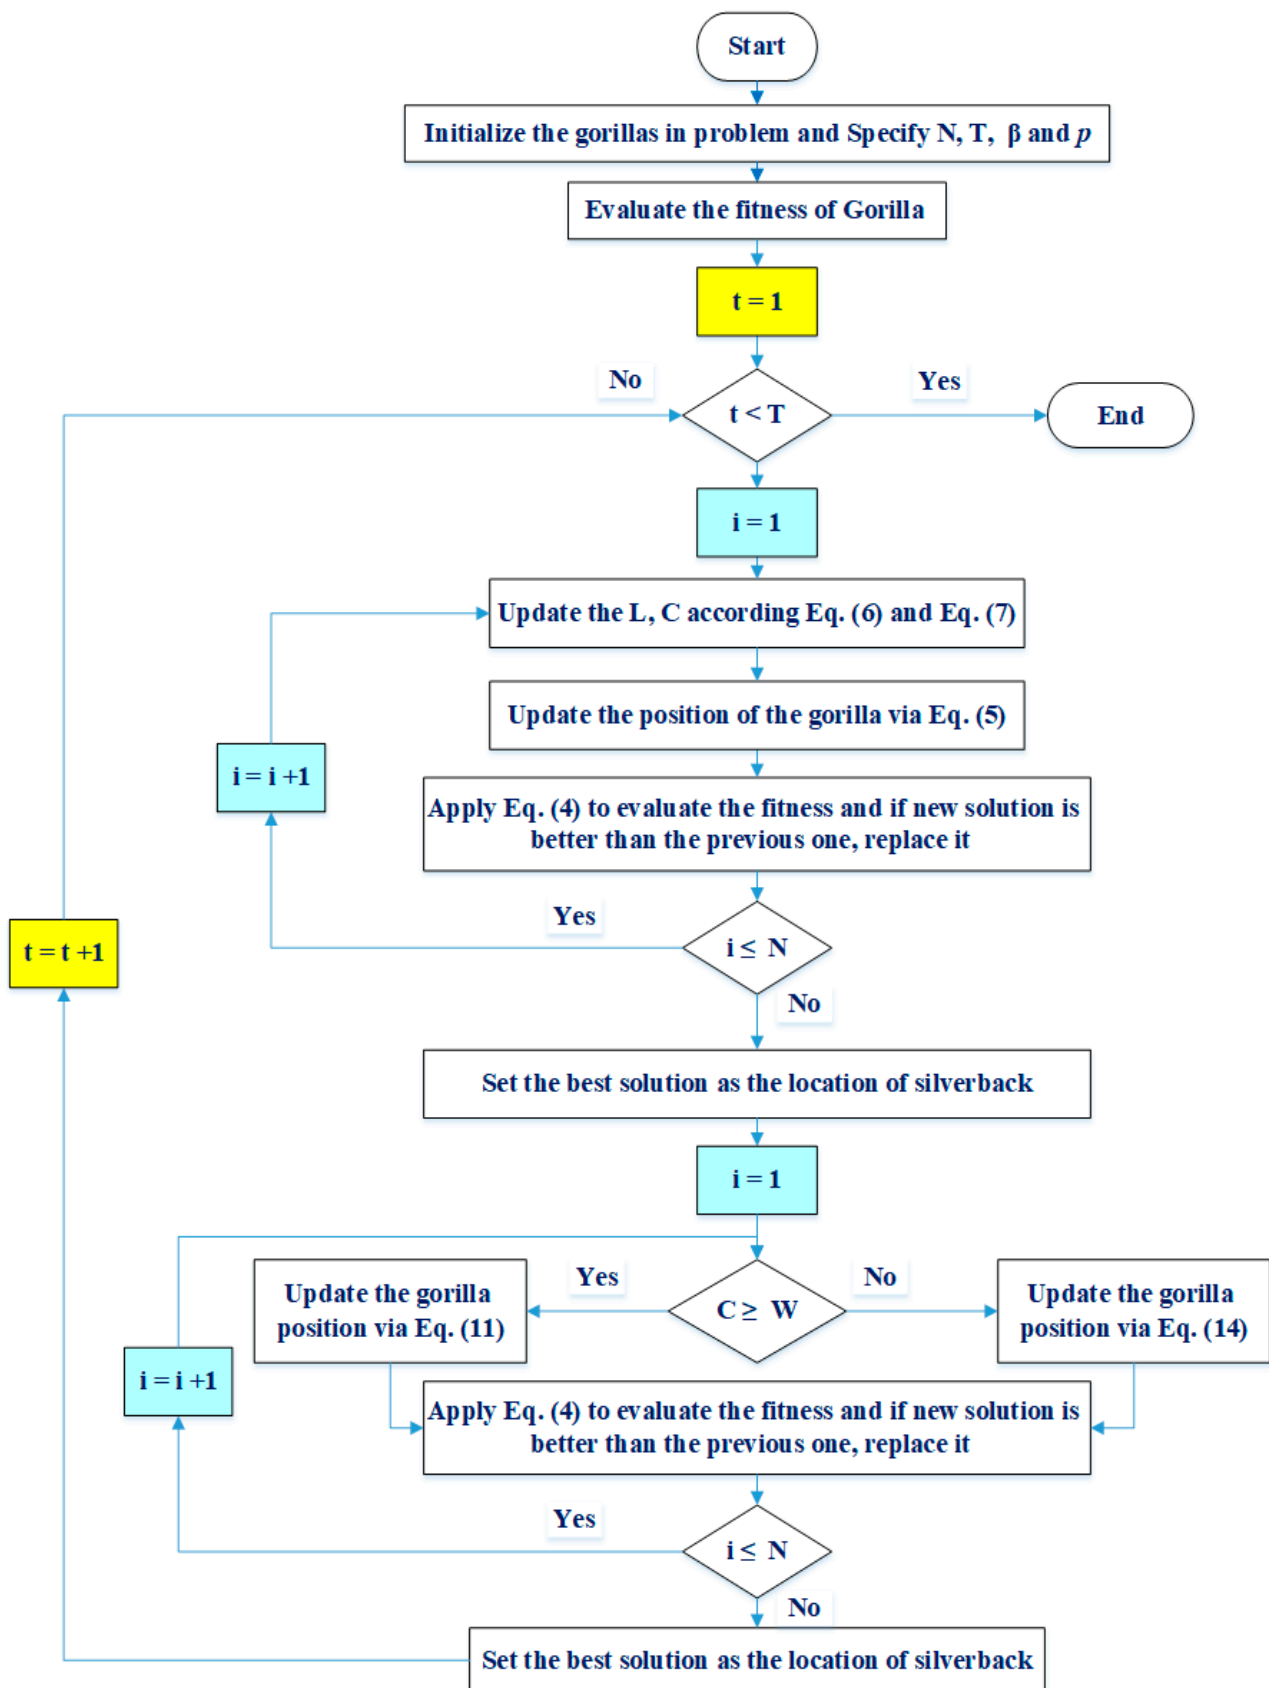 Start
Initialize the gorillas in problem and Specify N, T, β and p
Evaluate the fitness of Gorilla
t = 1
No
Yes
t < T
End
i = 1
Update the L, C according Eq. (6) and Eq. (7)
Update the position of the gorilla via Eq. (5)
i = i +1
Apply Eq. (4) to evaluate the fitness and if new solution is
better than the previous one, replace it
Yes
t = t +1
i ≤ N
No
Set the best solution as the location of silverback
i = 1
Yes
No
Update the gorilla
position via Eq. (11)
C ≥ W
Update the gorilla
position via Eq. (14)
i = i +1
Apply Eq. (4) to evaluate the fitness and if new solution is
better than the previous one, replace it
Yes
i ≤ N
No
Set the best solution as the location of silverback